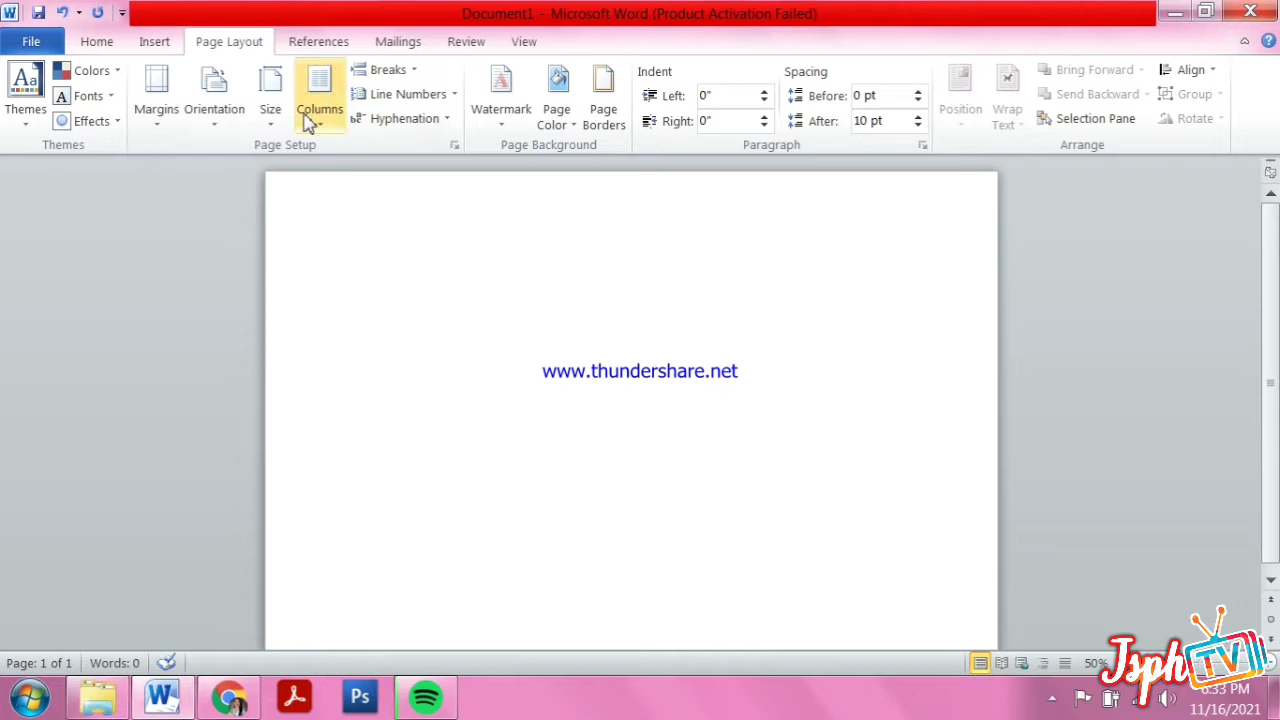 Document1 - Microsoft Word (Product Activation Failed)
File Home Insert Page Layout References Mailings Review View
Aa Themes
Colors
A Fonts
Effects
Themes
Margins Orientation Size Columns
Breaks
Line Numbers
Hyphenation
Page Setup
Watermark Page Color Page Borders
Page Background
Indent
Left: 0"
Right: 0"
Spacing
Before: 0 pt
After: 10 pt
Paragraph
Position Wrap Text
Bring Forward
Send Backward
Selection Pane
Align
Group
Rotate
Arrange
www.thundershare.net
Page: 1 of 1 Words: 0 50%
Jsph TV
Ps
6:33 PM
11/16/2021